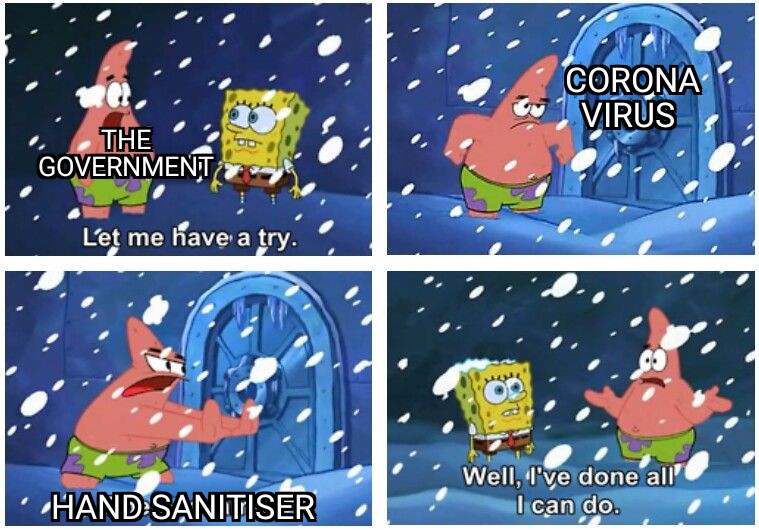 THE
GOVERNMENT
Let me have a try.
CORONA
VIRUS
HAND SANITISER
Well, I've done all
I can do.